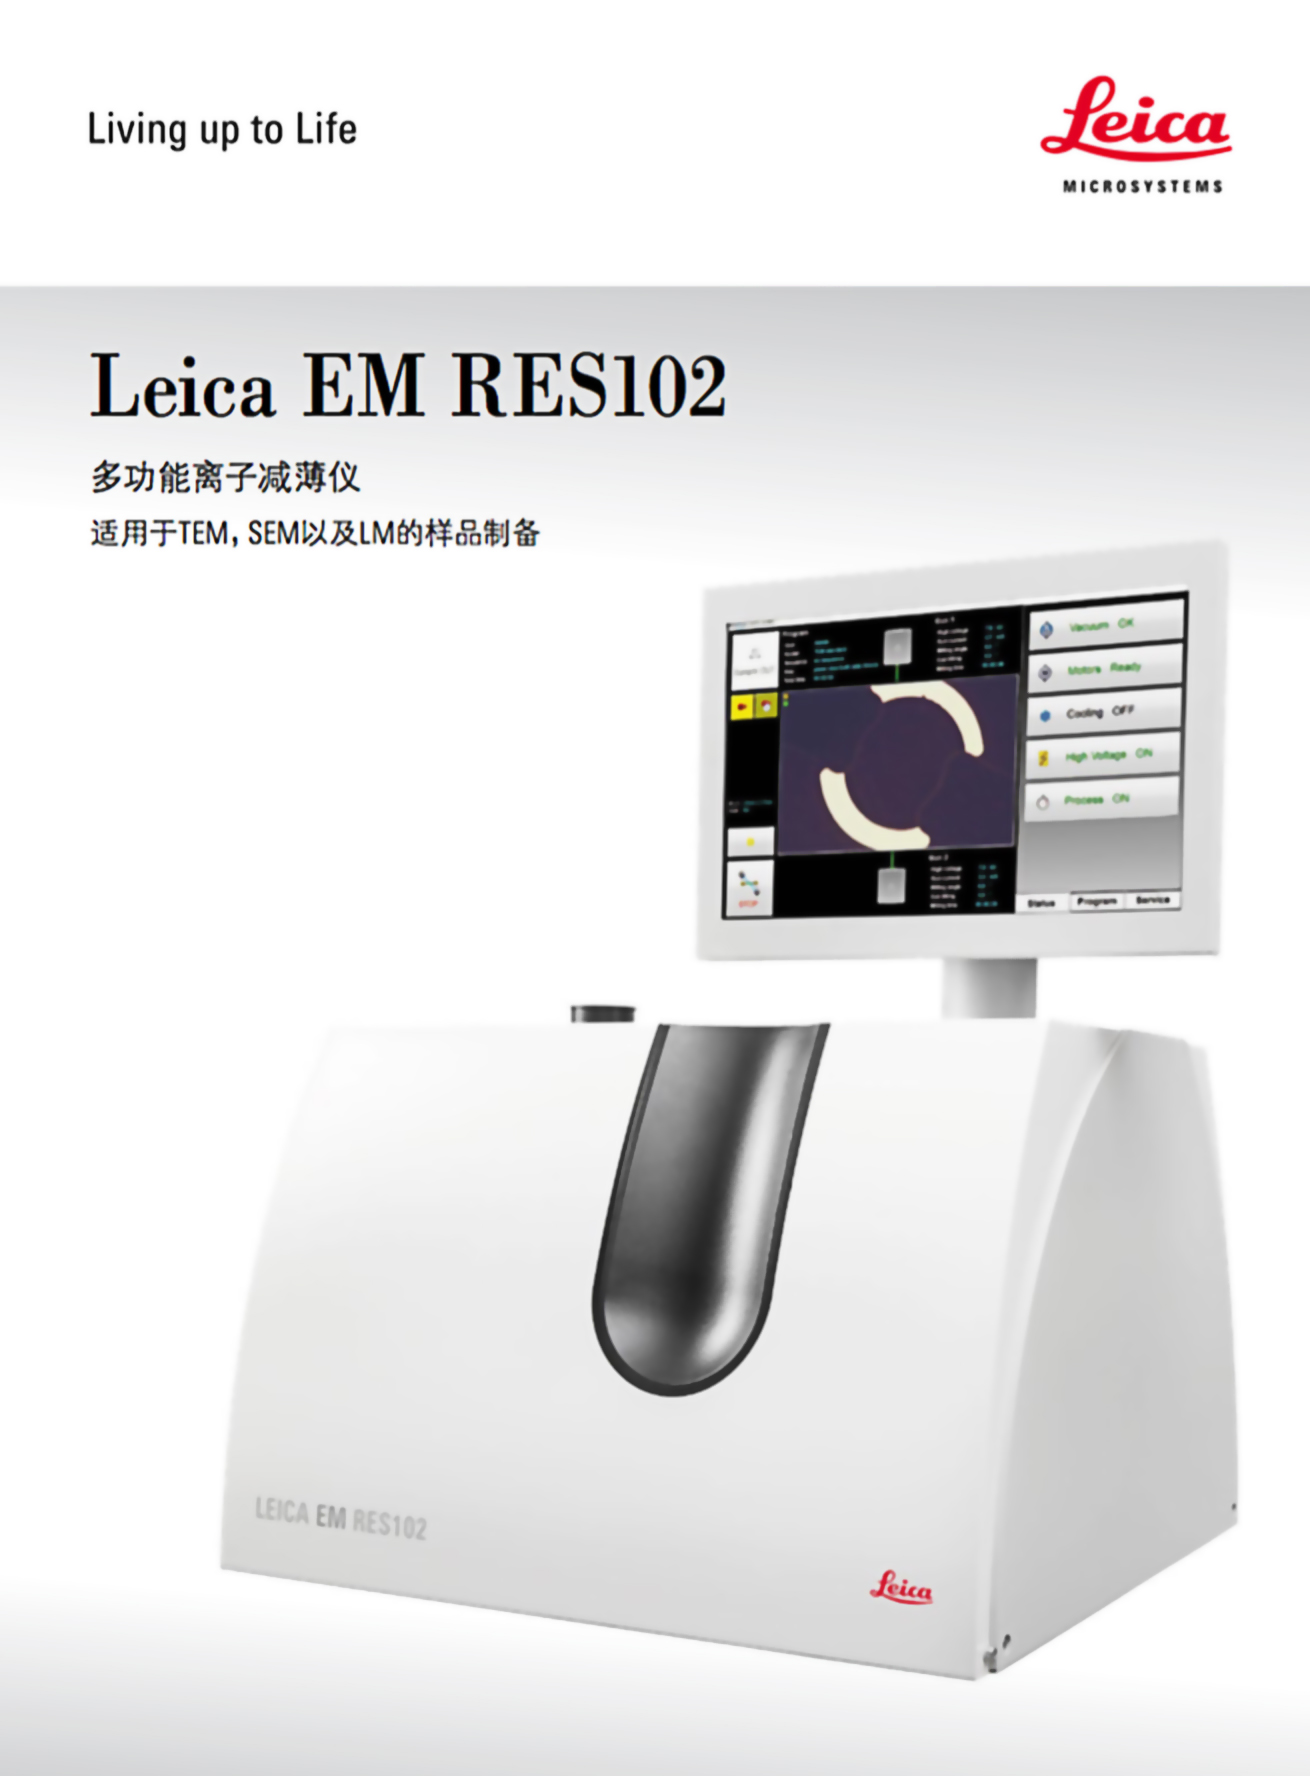 Living up to Life
Leica
MICROSYSTEMS
Leica EM RES102
多功能离子减薄仪
适用于TEM, SEM以及LM的样品制备
Vacuum OK
Motors Ready
Cooling OFF
High Voltage ON
Process ON
STOP
Status Program Service
LEICA EM RES102
Leica